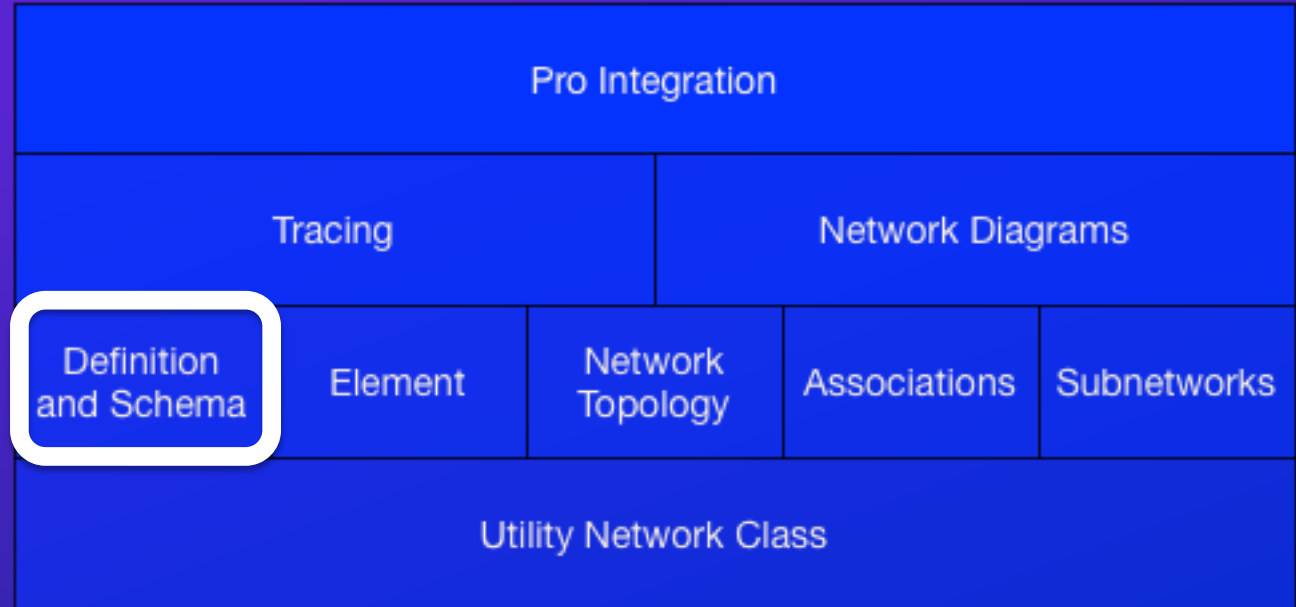 Pro Integration
Tracing
Network Diagrams
Definition
and Schema
Element
Network
Topology
Associations
Subnetworks
Utility Network Class